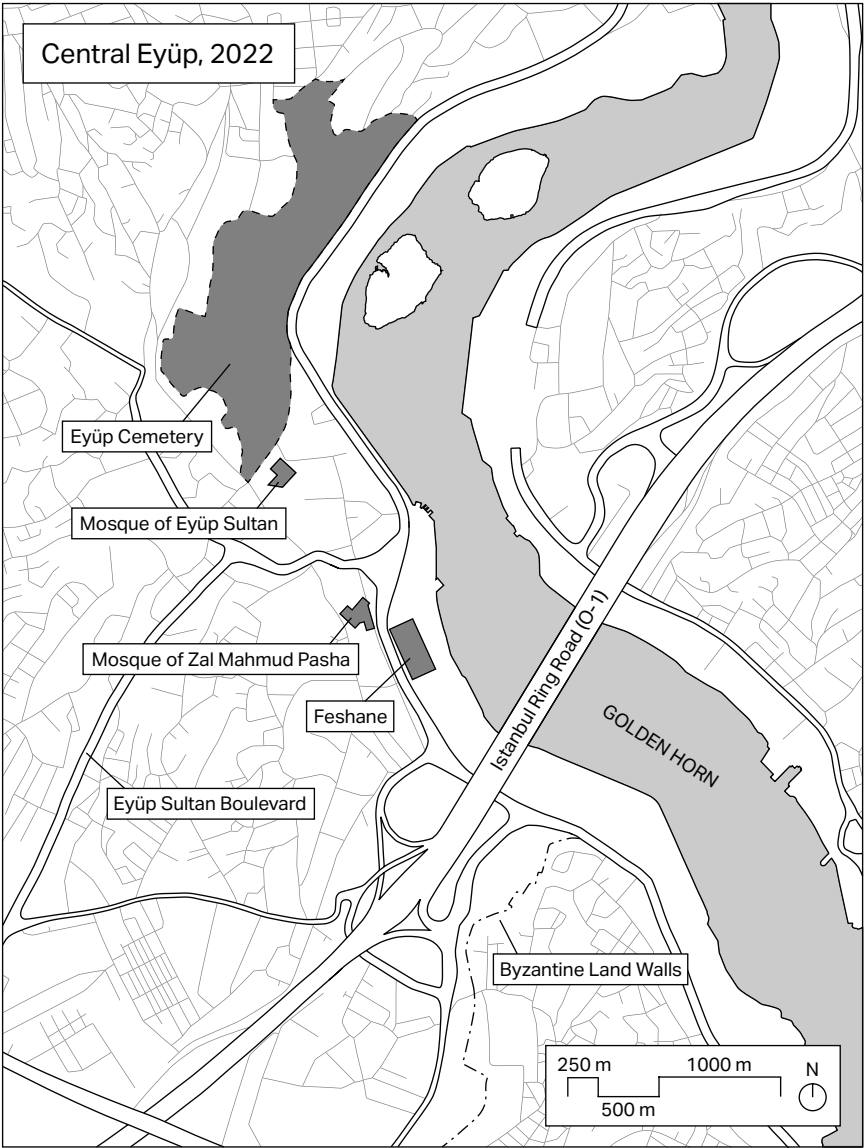 Central Eyüp, 2022
Eyüp Cemetery
Mosque of Eyüp Sultan
Mosque of Zal Mahmud Pasha
Feshane
Istanbul Ring Road (O-1)
GOLDEN HORN
Eyüp Sultan Boulevard
Byzantine Land Walls
250 m 1000 m N
500 m